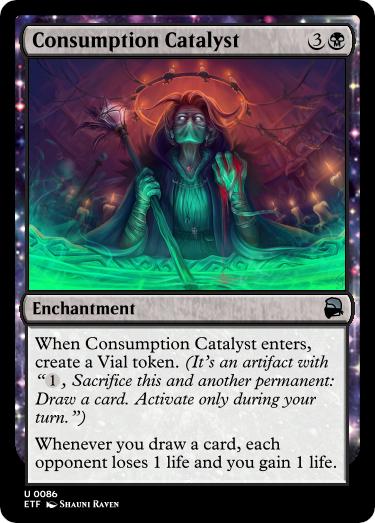 Consumption Catalyst 3
Enchantment
When Consumption Catalyst enters,
create a Vial token. (It's an artifact with
“1, Sacrifice this and another permanent:
Draw a card. Activate only during your
turn.”)
Whenever you draw a card, each
opponent loses 1 life and you gain 1 life.
U 0086
ETF Shauni Raven